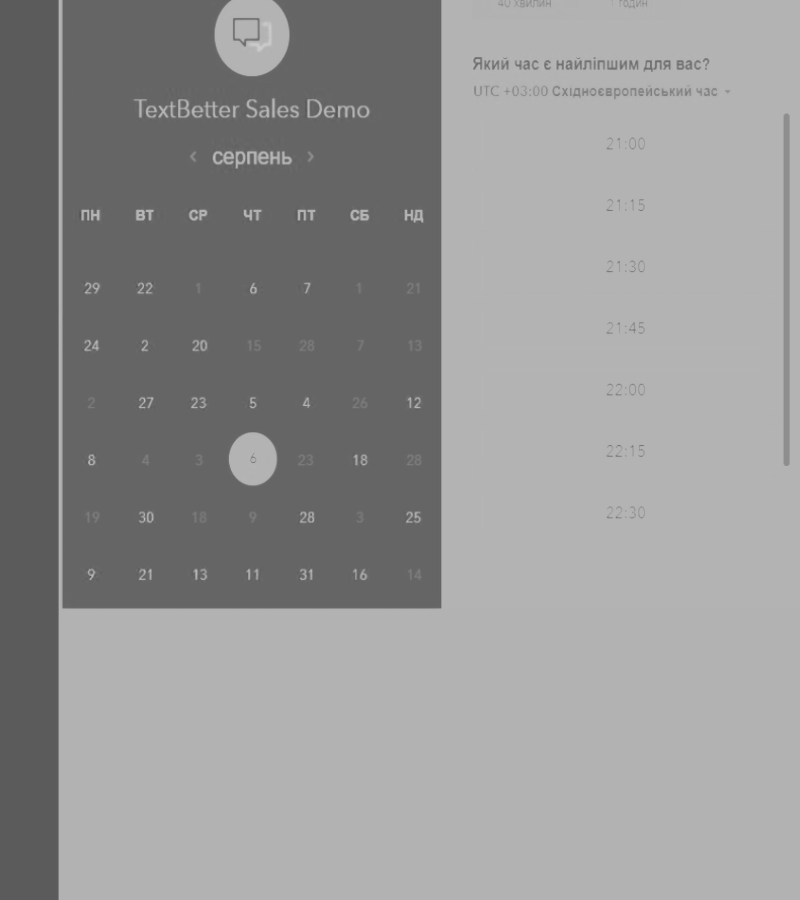 40 хвилин
1 годин
TextBetter Sales Demo
серпень
ПН ВТ СР ЧТ ПТ СБ НД
29 22 1 6 7 1 21
24 2 20 15 28 7 13
2 27 23 5 4 26 12
8 4 3 6 23 18 28
19 30 18 9 28 3 25
9 21 13 11 31 16 14
Який час є найліпшим для вас?
UTC +03:00 Східноєвропейський час
21:00
21:15
21:30
21:45
22:00
22:15
22:30